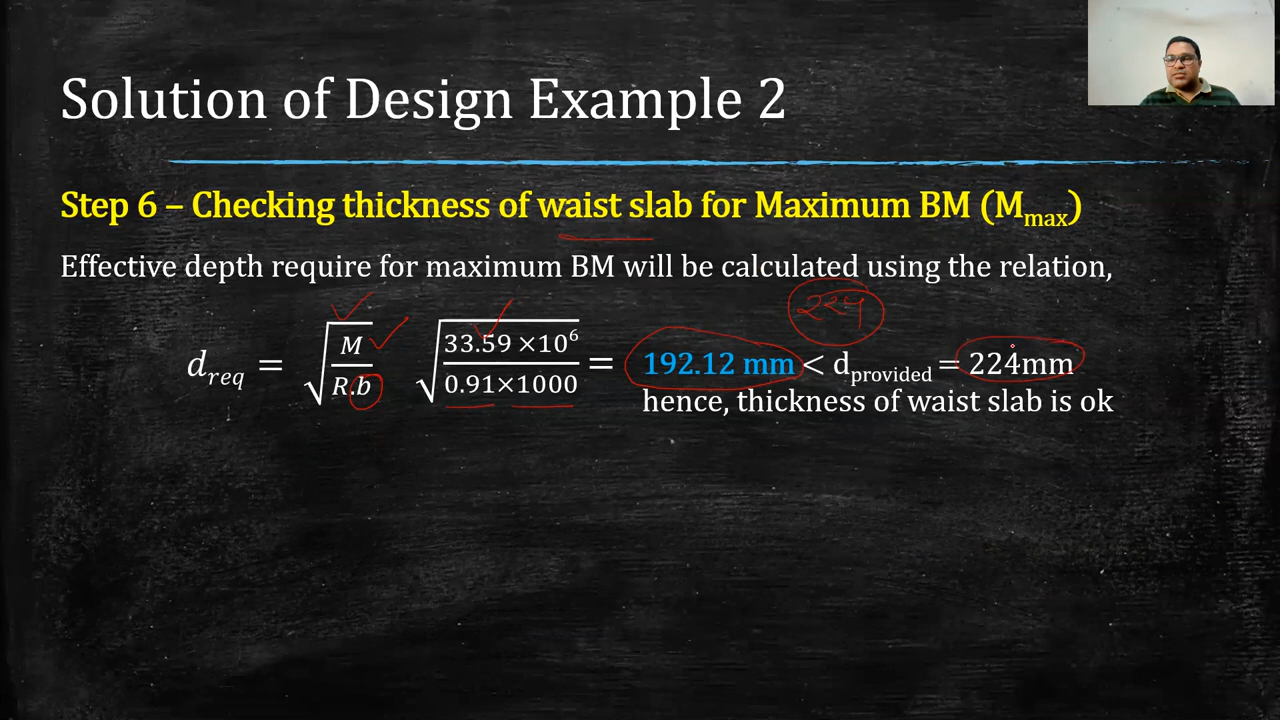 Solution of Design Example 2
Step 6 – Checking thickness of waist slab for Maximum BM (Mmax)
Effective depth require for maximum BM will be calculated using the relation,
224
d_req = √(M / R.b) √(33.59 ×10⁶ / 0.91×1000) = 192.12 mm < dprovided = 224mm
hence, thickness of waist slab is ok